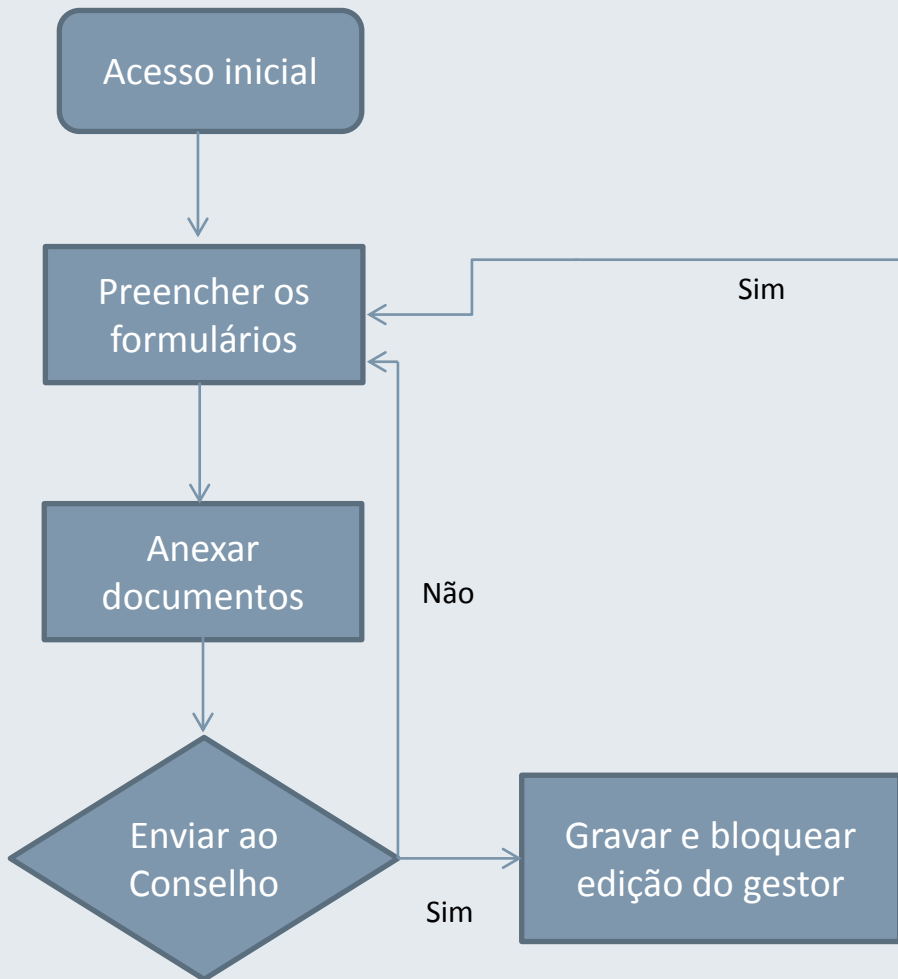 Acesso inicial
Preencher os
formulários
Sim
Anexar
documentos
Não
Enviar ao
Conselho
Sim
Gravar e bloquear
edição do gestor